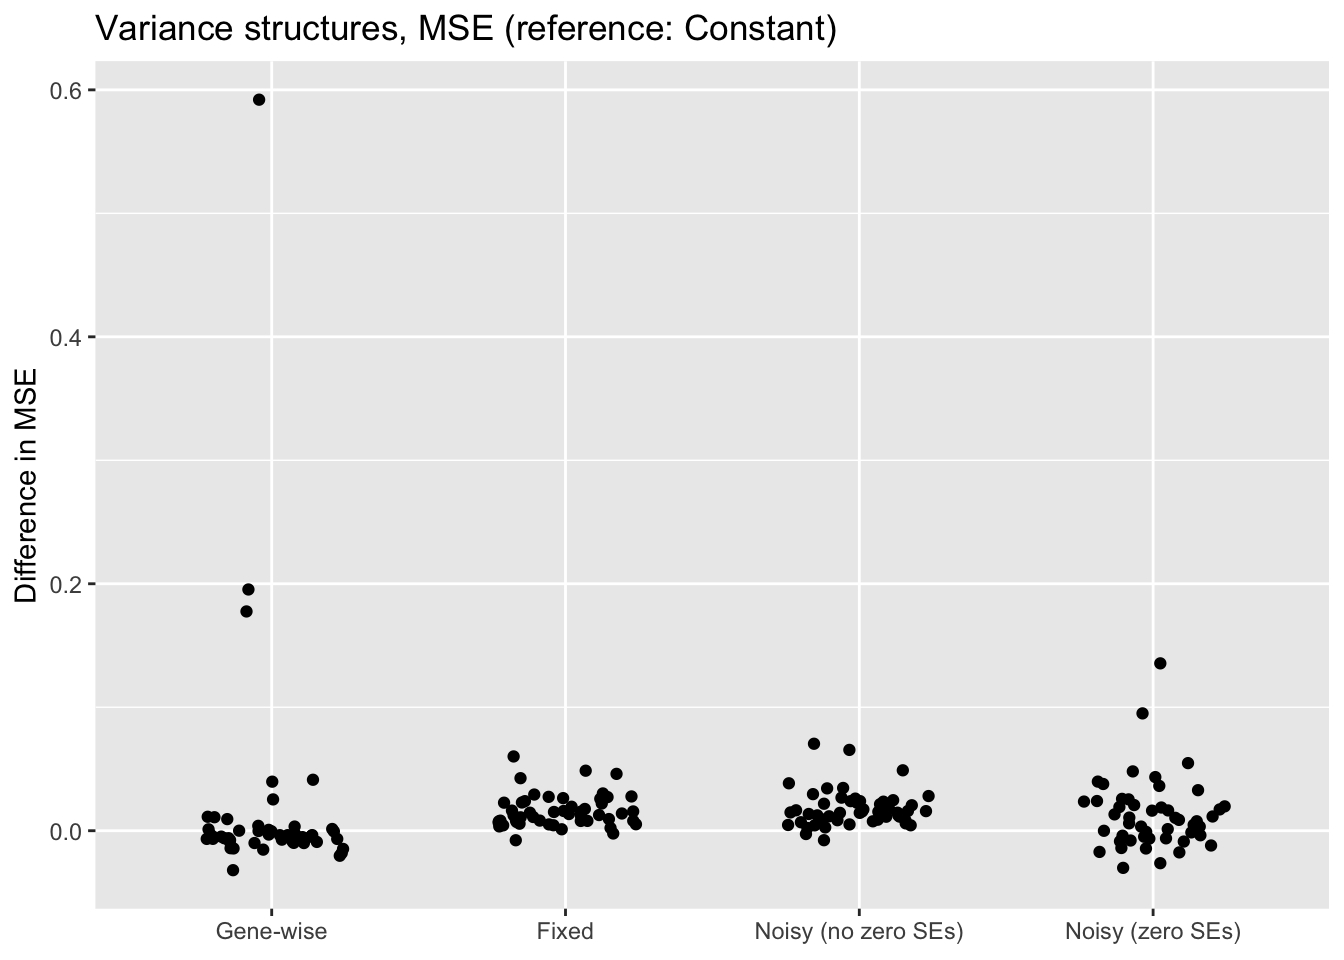 Variance structures, MSE (reference: Constant)
Difference in MSE
0.6
0.4
0.2
0.0
Gene-wise
Fixed
Noisy (no zero SEs)
Noisy (zero SEs)